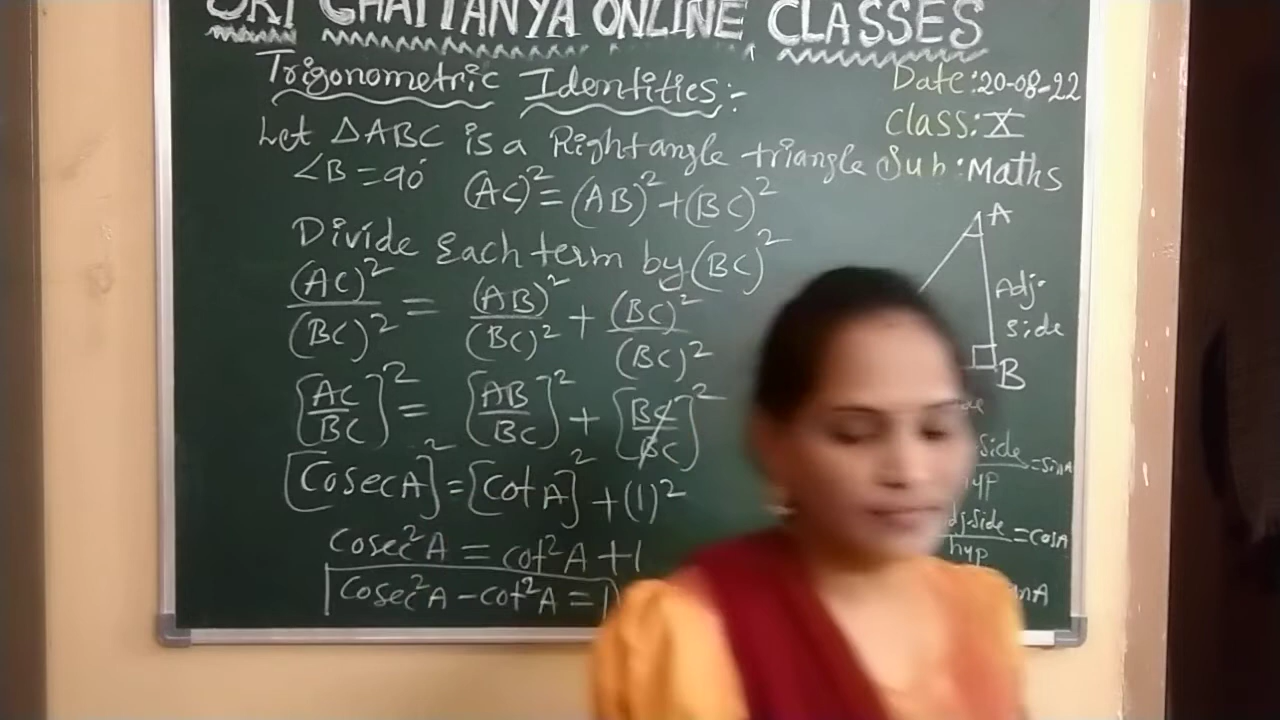 SRI CHAITANYA ONLINE CLASSES
Trigonometric Identities:-
Date:20-08-22
Class:X
Sub:Maths
Let △ABC is a Rightangle triangle
∠B=90° (AC)²=(AB)²+(BC)²
Divide Each term by (BC)²
(AC)²/(BC)² = (AB)²/(BC)² + (BC)²/(BC)²
[AC/BC]² = [AB/BC]² + [BC/BC]²
[CosecA]² = [CotA]² + (1)²
cosec²A = cot²A + 1
Cosec²A - cot²A = 1
A
Adj-
side
B
side/hyp = SinA
dj-side/hyp = CosA
nA